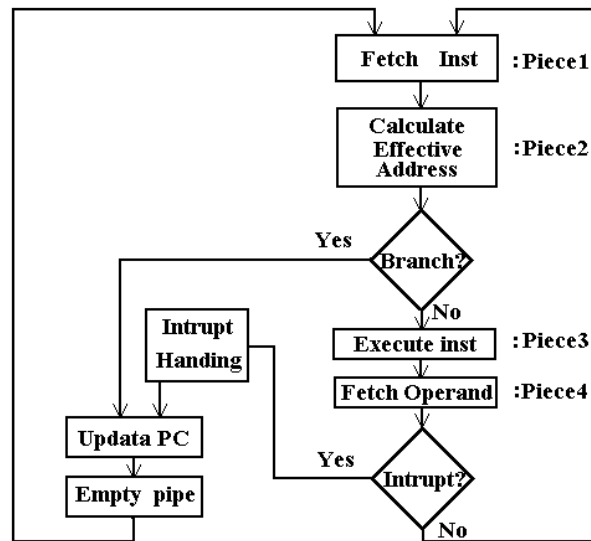 Fetch Inst
:Piece1
Calculate
Effective
Address
:Piece2
Yes
Branch?
No
Intrupt
Handing
Execute inst
:Piece3
Fetch Operand
:Piece4
Updata PC
Yes
Intrupt?
Empty pipe
No